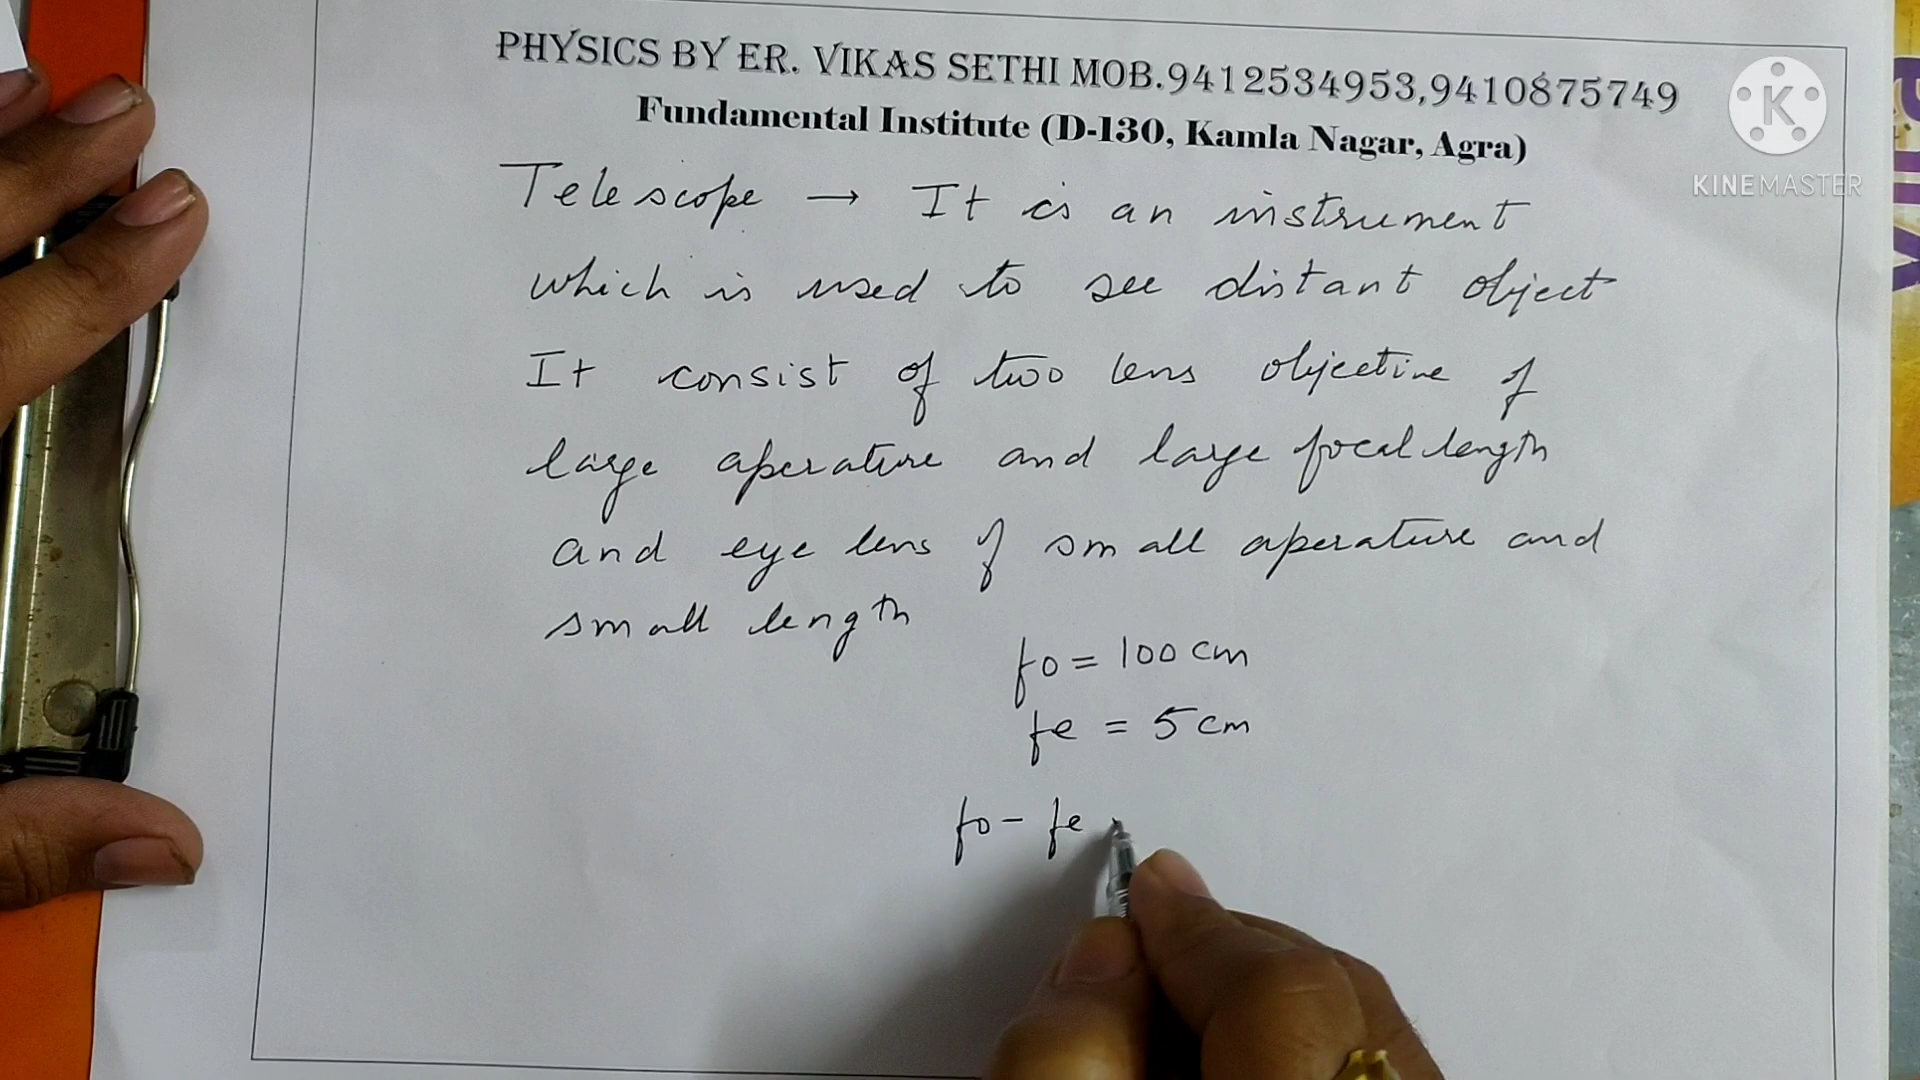 PHYSICS BY ER. VIKAS SETHI MOB.9412534953,9410875749
Fundamental Institute (D-130, Kamla Nagar, Agra)
K
KINEMASTER
Telescope → It is an instrument
which is used to see distant object
It consist of two lens objective of
large aperature and large focal length
and eye lens of small aperature and
small length
fo = 100 cm
fe = 5 cm
fo - fe